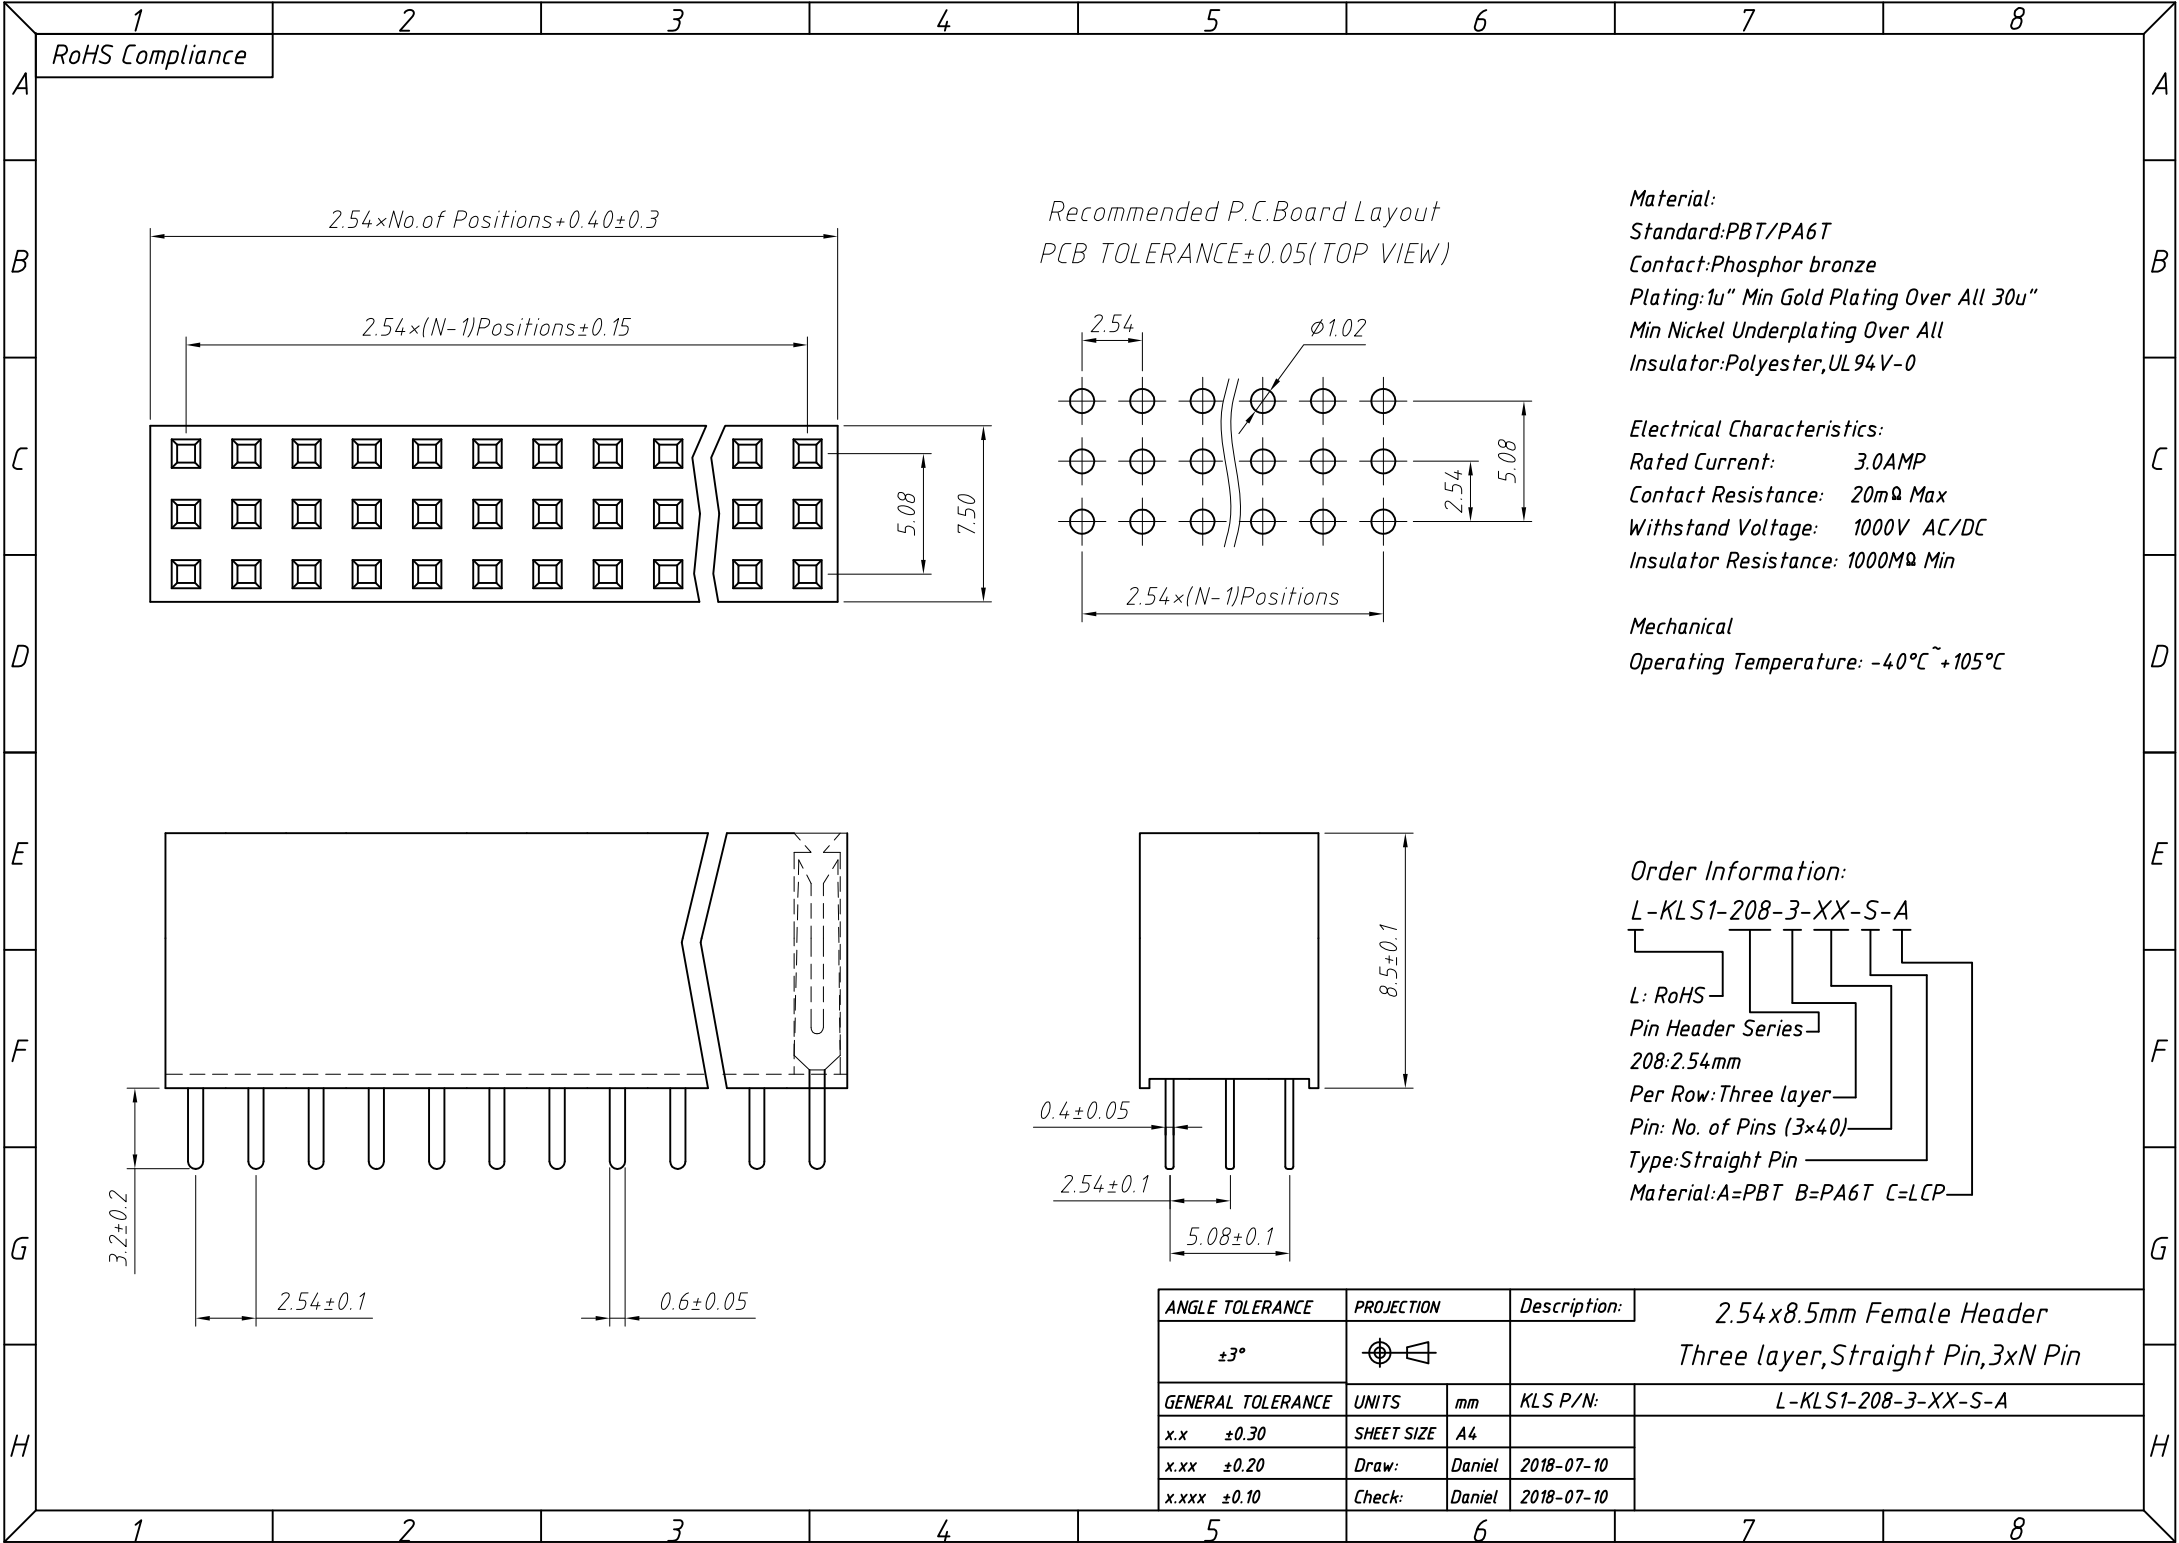 1 2 3 4 5 6 7 8
RoHS Compliance
A A
B B
C C
D D
E E
F F
G G
H H
2.54×No.of Positions+0.40±0.3
2.54×(N-1)Positions±0.15
5.08
7.50
Recommended P.C.Board Layout
PCB TOLERANCE±0.05(TOP VIEW)
2.54
ø1.02
2.54
5.08
2.54×(N-1)Positions
Material:
Standard:PBT/PA6T
Contact:Phosphor bronze
Plating:1u" Min Gold Plating Over All 30u"
Min Nickel Underplating Over All
Insulator:Polyester,UL94V-0
Electrical Characteristics:
Rated Current: 3.0AMP
Contact Resistance: 20mΩ Max
Withstand Voltage: 1000V AC/DC
Insulator Resistance: 1000MΩ Min
Mechanical
Operating Temperature: -40°C~+105°C
3.2±0.2
2.54±0.1
0.6±0.05
8.5±0.1
0.4±0.05
2.54±0.1
5.08±0.1
Order Information:
L-KLS1-208-3-XX-S-A
L: RoHS
Pin Header Series
208:2.54mm
Per Row:Three layer
Pin: No. of Pins (3×40)
Type:Straight Pin
Material:A=PBT B=PA6T C=LCP
ANGLE TOLERANCE
±3°
GENERAL TOLERANCE
x.x ±0.30
x.xx ±0.20
x.xxx ±0.10
PROJECTION
UNITS mm
SHEET SIZE A4
Draw: Daniel 2018-07-10
Check: Daniel 2018-07-10
Description:
2.54x8.5mm Female Header
Three layer,Straight Pin,3xN Pin
KLS P/N:
L-KLS1-208-3-XX-S-A
1 2 3 4 5 6 7 8